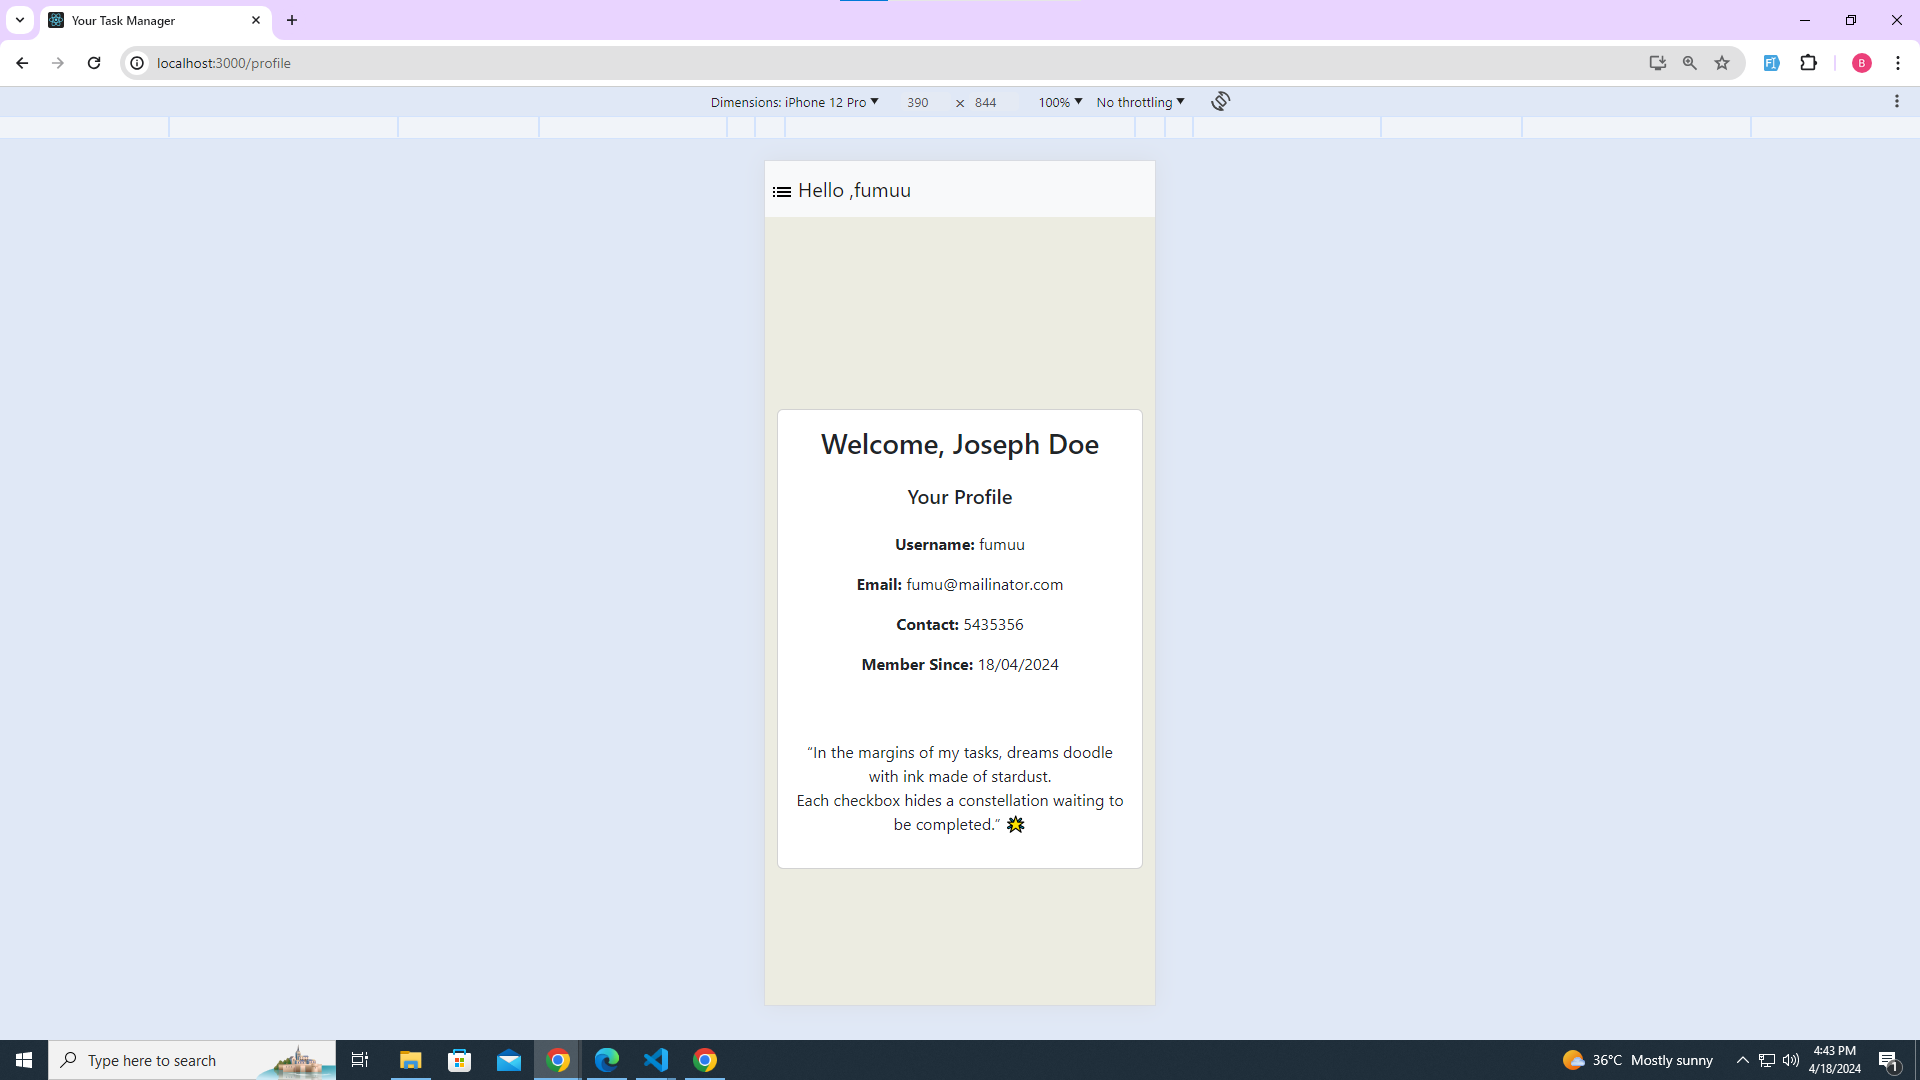 Your Task Manager
localhost:3000/profile
B
Dimensions: iPhone 12 Pro 390 × 844 100% No throttling
Hello ,fumuu
Welcome, Joseph Doe
Your Profile
Username: fumuu
Email: fumu@mailinator.com
Contact: 5435356
Member Since: 18/04/2024
“In the margins of my tasks, dreams doodle
with ink made of stardust.
Each checkbox hides a constellation waiting to
be completed.” 🌟
Type here to search
36°C Mostly sunny
4:43 PM
4/18/2024
1